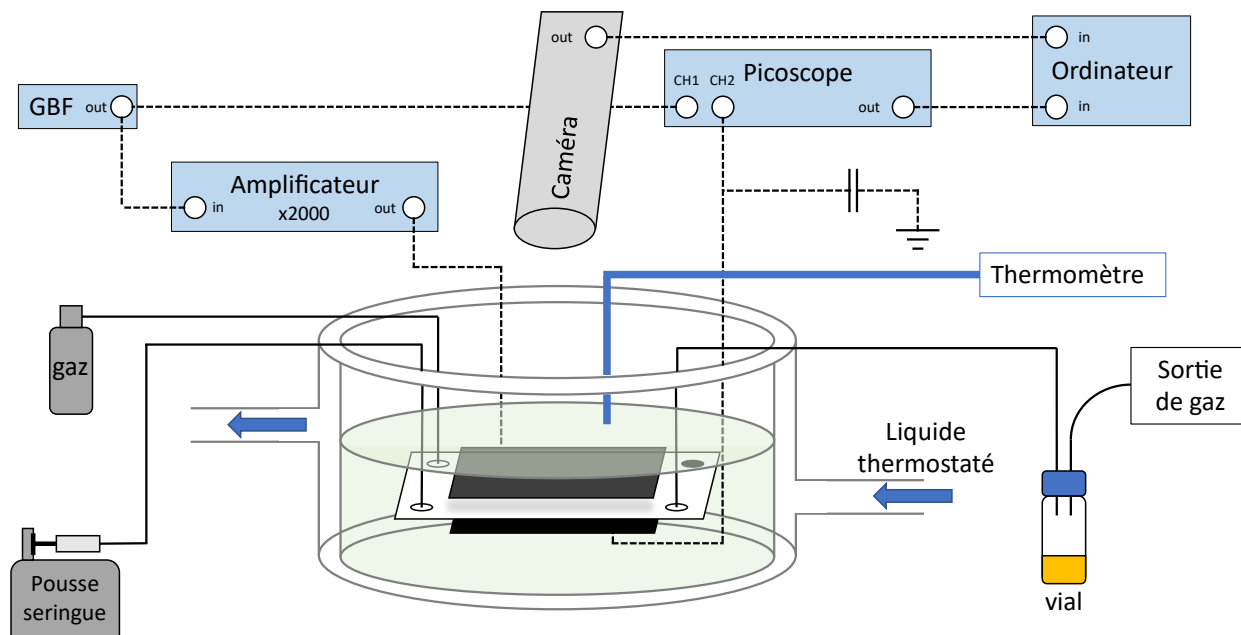 out
in
CH1
CH2
Picoscope
Ordinateur
GBF
out
out
in
Caméra
Amplificateur
x2000
in
out
Thermomètre
gaz
Sortie
de gaz
Liquide
thermostaté
Pousse
seringue
vial